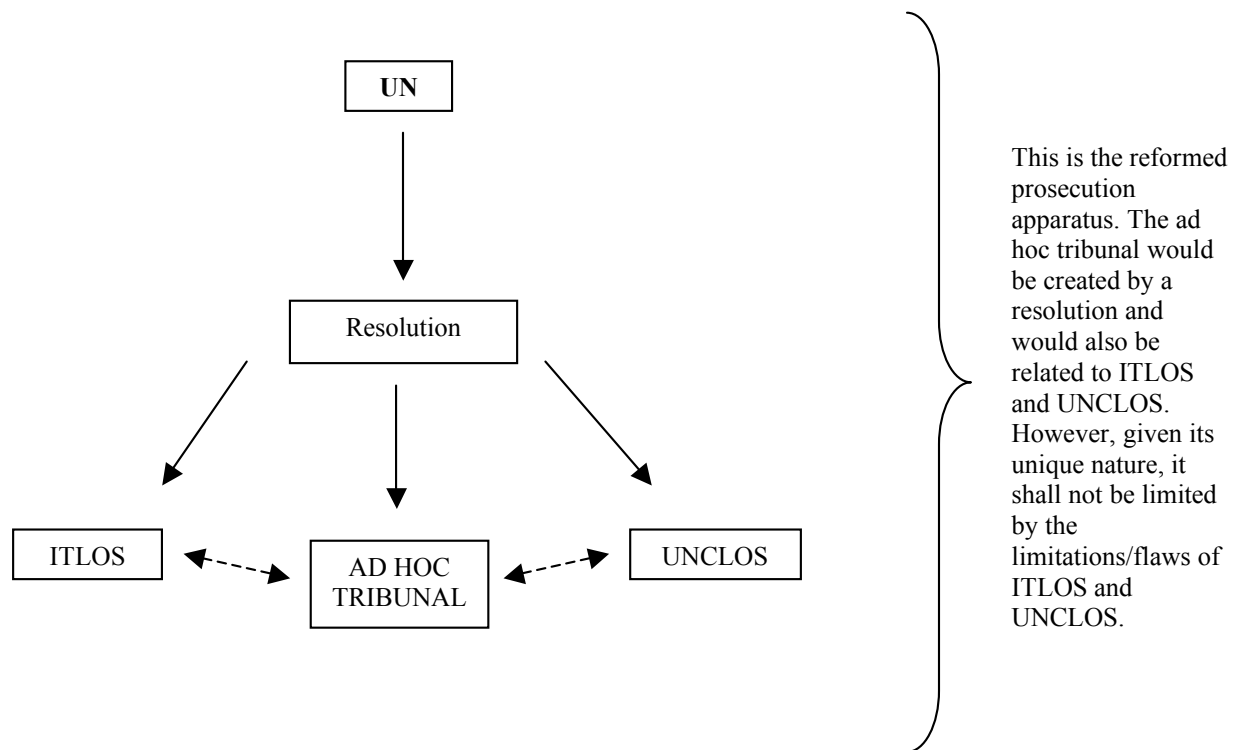 UN
Resolution
ITLOS
AD HOC
TRIBUNAL
UNCLOS
This is the reformed
prosecution
apparatus. The ad
hoc tribunal would
be created by a
resolution and
would also be
related to ITLOS
and UNCLOS.
However, given its
unique nature, it
shall not be limited
by the
limitations/flaws of
ITLOS and
UNCLOS.